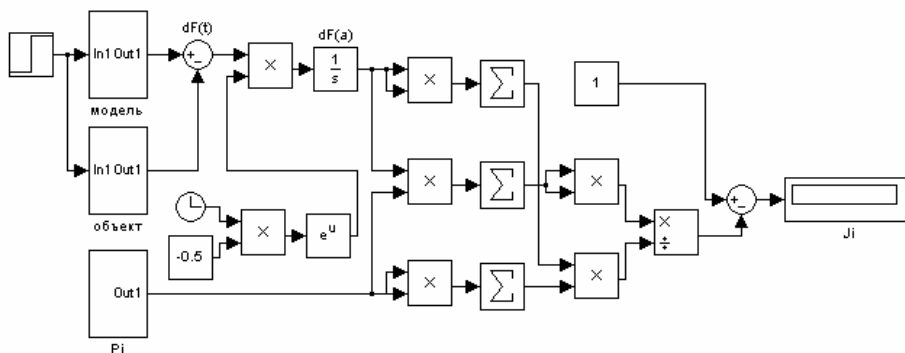 dF(t)
dF(a)
In1 Out1
модель
× 
1
s
×
Σ
1
In1 Out1
объект
×
Σ
×
×
÷
Ji
×
e^u
-0.5
Out1
Pi
×
Σ
×